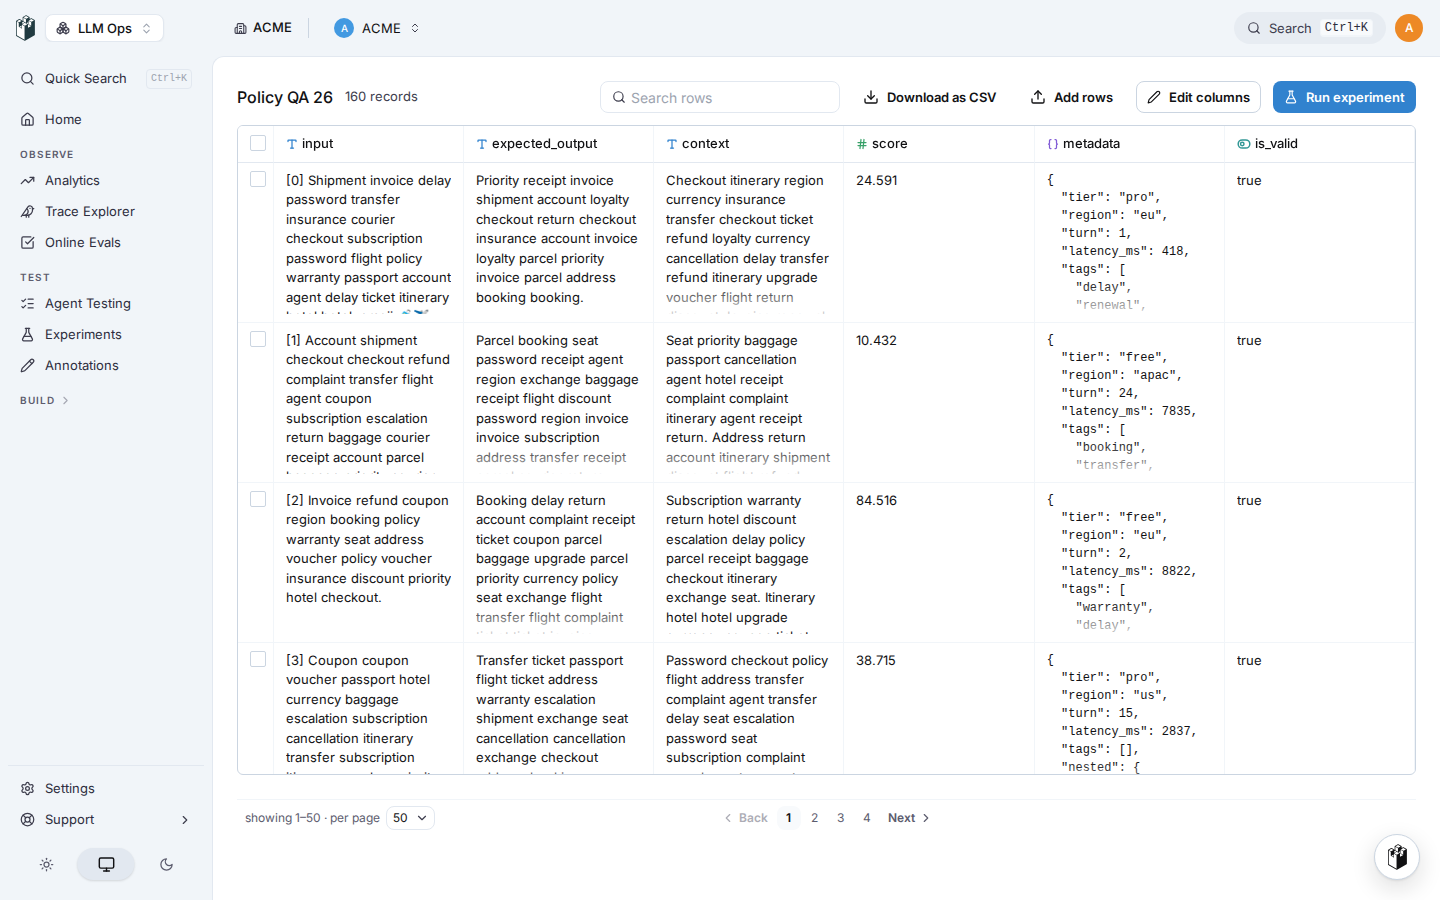 LLM Ops
ACME
A ACME
Search Ctrl+K
A
Quick Search Ctrl+K
Home
OBSERVE
Analytics
Trace Explorer
Online Evals
TEST
Agent Testing
Experiments
Annotations
BUILD
Settings
Support
Policy QA 26 160 records
Search rows
Download as CSV
Add rows
Edit columns
Run experiment
input expected_output context score metadata is_valid
[0] Shipment invoice delay
password transfer
insurance courier
checkout subscription
password flight policy
warranty passport account
agent delay ticket itinerary
Priority receipt invoice
shipment account loyalty
checkout return checkout
insurance account invoice
loyalty parcel priority
invoice parcel address
booking booking.
Checkout itinerary region
currency insurance
transfer checkout ticket
refund loyalty currency
cancellation delay transfer
refund itinerary upgrade
voucher flight return
24.591
{
"tier": "pro",
"region": "eu",
"turn": 1,
"latency_ms": 418,
"tags": [
"delay",
"renewal",
true
[1] Account shipment
checkout checkout refund
complaint transfer flight
agent coupon
subscription escalation
return baggage courier
receipt account parcel
Parcel booking seat
password receipt agent
region exchange baggage
receipt flight discount
password region invoice
invoice subscription
address transfer receipt
Seat priority baggage
passport cancellation
agent hotel receipt
complaint complaint
itinerary agent receipt
return. Address return
account itinerary shipment
10.432
{
"tier": "free",
"region": "apac",
"turn": 24,
"latency_ms": 7835,
"tags": [
"booking",
"transfer",
true
[2] Invoice refund coupon
region booking policy
warranty seat address
voucher policy voucher
insurance discount priority
hotel checkout.
Booking delay return
account complaint receipt
ticket coupon parcel
baggage upgrade parcel
priority currency policy
seat exchange flight
transfer flight complaint
Subscription warranty
return hotel discount
escalation delay policy
parcel receipt baggage
checkout itinerary
exchange seat. Itinerary
hotel hotel upgrade
84.516
{
"tier": "free",
"region": "eu",
"turn": 2,
"latency_ms": 8822,
"tags": [
"warranty",
"delay",
true
[3] Coupon coupon
voucher passport hotel
currency baggage
escalation subscription
cancellation itinerary
transfer subscription
Transfer ticket passport
flight ticket address
warranty escalation
shipment exchange seat
cancellation cancellation
exchange checkout
Password checkout policy
flight address transfer
complaint agent transfer
delay seat escalation
password seat
subscription complaint
38.715
{
"tier": "pro",
"region": "us",
"turn": 15,
"latency_ms": 2837,
"tags": [],
"nested": {
true
showing 1–50 · per page 50
Back 1 2 3 4 Next